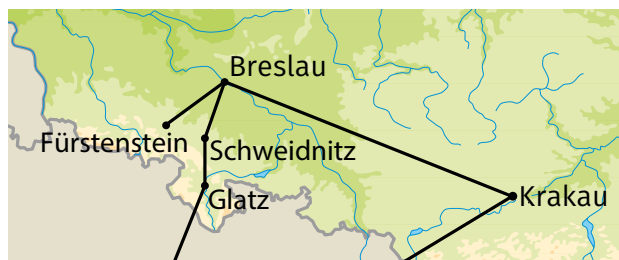 Breslau
Fürstenstein
Schweidnitz
Glatz
Krakau